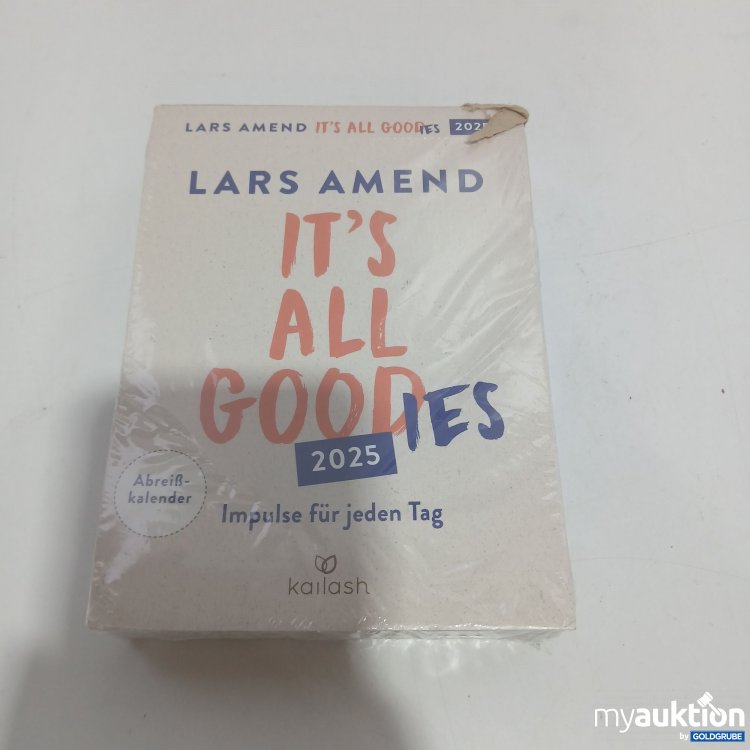 LARS AMEND IT'S ALL GOODIES 2025
LARS AMEND
IT'S
ALL
GOODIES
2025
Abreiß-
kalender
Impulse für jeden Tag
kailash
myauktion
by GOLDGRUBE